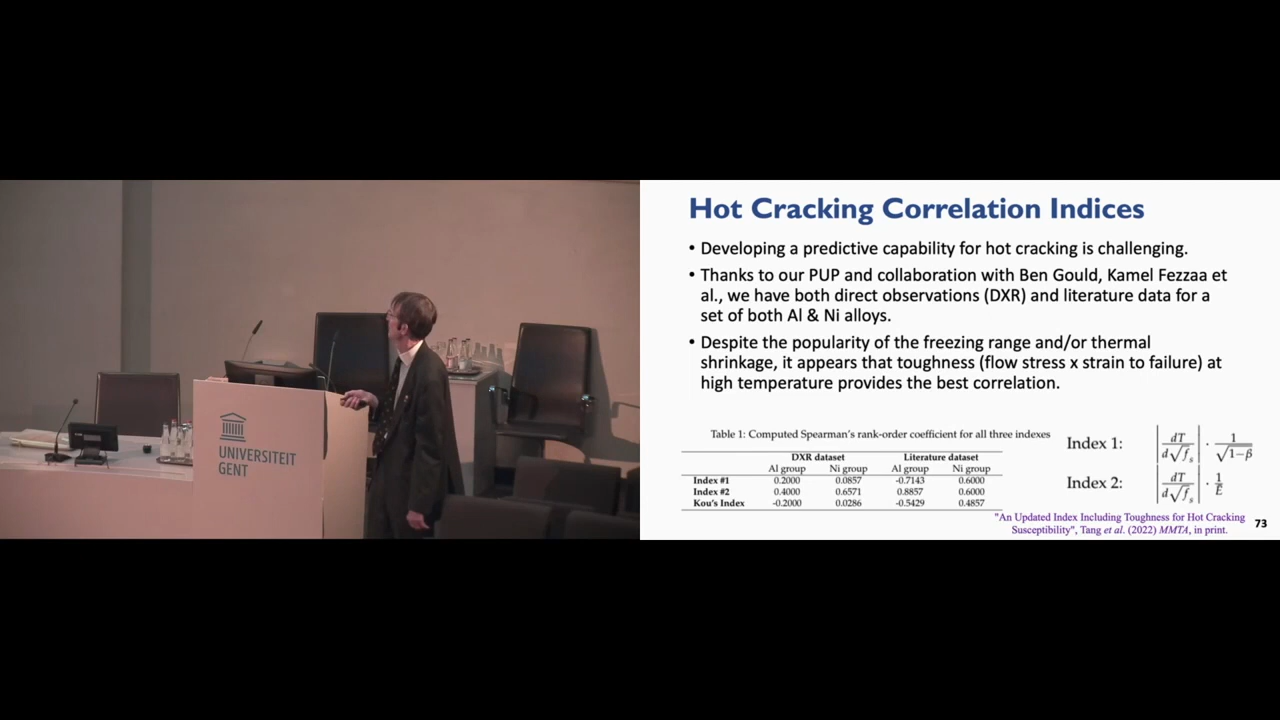 UNIVERSITEIT
GENT
Hot Cracking Correlation Indices
• Developing a predictive capability for hot cracking is challenging.
• Thanks to our PUP and collaboration with Ben Gould, Kamel Fezzaa et
al., we have both direct observations (DXR) and literature data for a
set of both Al & Ni alloys.
• Despite the popularity of the freezing range and/or thermal
shrinkage, it appears that toughness (flow stress x strain to failure) at
high temperature provides the best correlation.
Table 1: Computed Spearman's rank-order coefficient for all three indexes
DXR dataset Literature dataset
Al group Ni group Al group Ni group
Index #1 0.2000 0.0857 -0.7143 0.6000
Index #2 0.4000 0.6571 0.8857 0.6000
Kou's Index -0.2000 0.0286 -0.5429 0.4857
Index 1: |dT/d√f_s| · 1/√1−β
Index 2: |dT/d√f_s| · 1/E
"An Updated Index Including Toughness for Hot Cracking
Susceptibility", Tang et al. (2022) MMTA, in print.
73